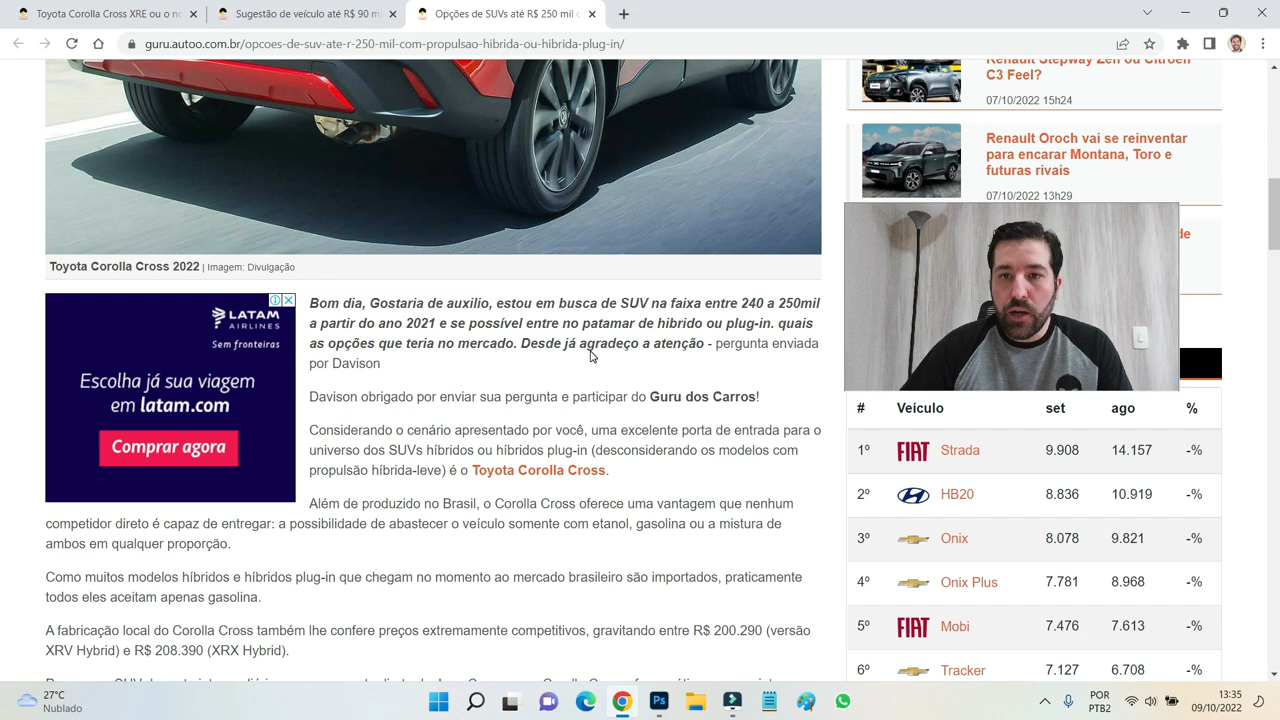 Toyota Corolla Cross XRE ou o n
Sugestão de veículo até R$ 90 m
Opções de SUVs até R$ 250 mil c
guru.autoo.com.br/opcoes-de-suv-ate-r-250-mil-com-propulsao-hibrida-ou-hibrida-plug-in/
Toyota Corolla Cross 2022 | Imagem: Divulgação
LATAM
AIRLINES
Sem fronteiras
Escolha já sua viagem
em latam.com
Comprar agora
Bom dia, Gostaria de auxilio, estou em busca de SUV na faixa entre 240 a 250mil
a partir do ano 2021 e se possível entre no patamar de hibrido ou plug-in. quais
as opções que teria no mercado. Desde já agradeço a atenção - pergunta enviada
por Davison
Davison obrigado por enviar sua pergunta e participar do Guru dos Carros!
Considerando o cenário apresentado por você, uma excelente porta de entrada para o
universo dos SUVs híbridos ou híbridos plug-in (desconsiderando os modelos com
propulsão híbrida-leve) é o Toyota Corolla Cross.
Além de produzido no Brasil, o Corolla Cross oferece uma vantagem que nenhum
competidor direto é capaz de entregar: a possibilidade de abastecer o veículo somente com etanol, gasolina ou a mistura de
ambos em qualquer proporção.
Como muitos modelos híbridos e híbridos plug-in que chegam no momento ao mercado brasileiro são importados, praticamente
todos eles aceitam apenas gasolina.
A fabricação local do Corolla Cross também lhe confere preços extremamente competitivos, gravitando entre R$ 200.290 (versão
XRV Hybrid) e R$ 208.390 (XRX Hybrid).
Renault Stepway Zen ou Citroën
C3 Feel?
07/10/2022 15h24
Renault Oroch vai se reinventar
para encarar Montana, Toro e
futuras rivais
07/10/2022 13h29
de
# Veículo set ago %
1º FIAT Strada 9.908 14.157 -%
2º HB20 8.836 10.919 -%
3º Onix 8.078 9.821 -%
4º Onix Plus 7.781 8.968 -%
5º FIAT Mobi 7.476 7.613 -%
6º Tracker 7.127 6.708 -%
27°C
Nublado
Ps
POR
PTB2
13:35
09/10/2022